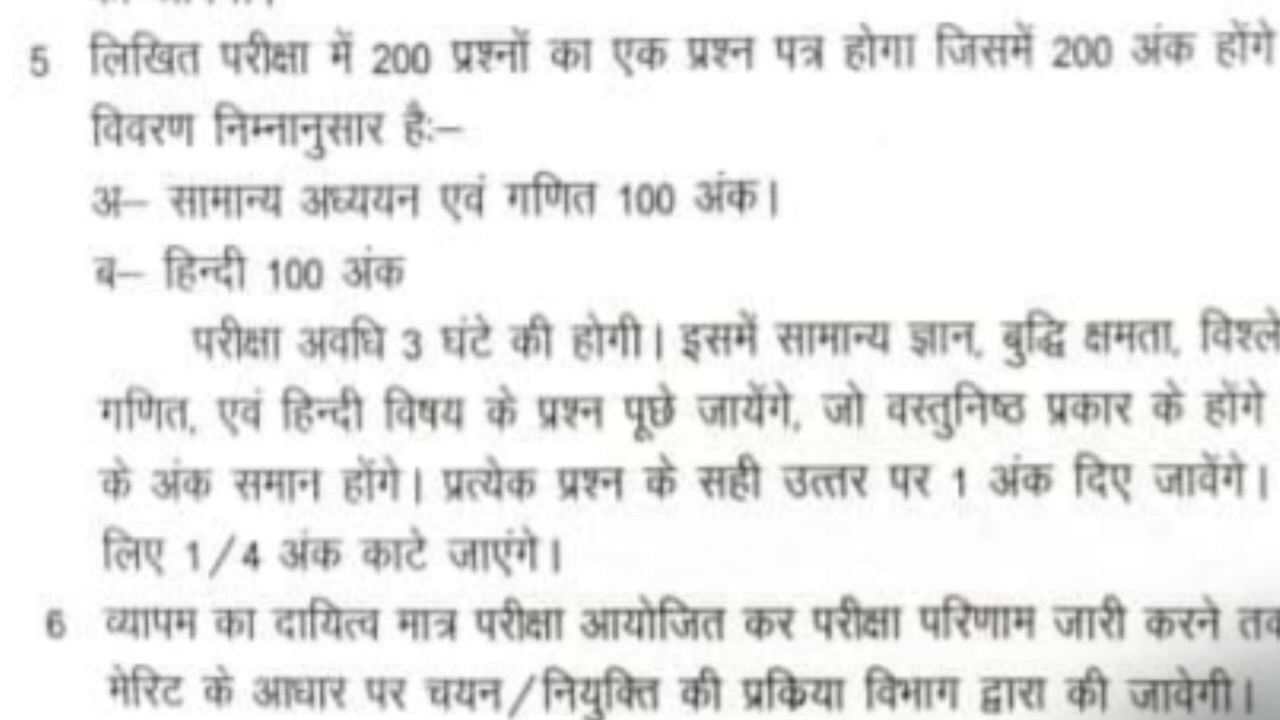 5 लिखित परीक्षा में 200 प्रश्नों का एक प्रश्न पत्र होगा जिसमें 200 अंक होंगे
विवरण निम्नानुसार है:–
अ– सामान्य अध्ययन एवं गणित 100 अंक।
ब– हिन्दी 100 अंक
परीक्षा अवधि 3 घंटे की होगी। इसमें सामान्य ज्ञान, बुद्धि क्षमता,
गणित, एवं हिन्दी विषय के प्रश्न पूछे जायेंगे, जो वस्तुनिष्ठ प्रकार के होंगे
के अंक समान होंगे। प्रत्येक प्रश्न के सही उत्तर पर 1 अंक दिए जावेंगे।
लिए 1/4 अंक काटे जाएंगे।
6 व्यापम का दायित्व मात्र परीक्षा आयोजित कर परीक्षा परिणाम जारी करने
मेरिट के आधार पर चयन/नियुक्ति की प्रकिया विभाग द्वारा की जावेगी।